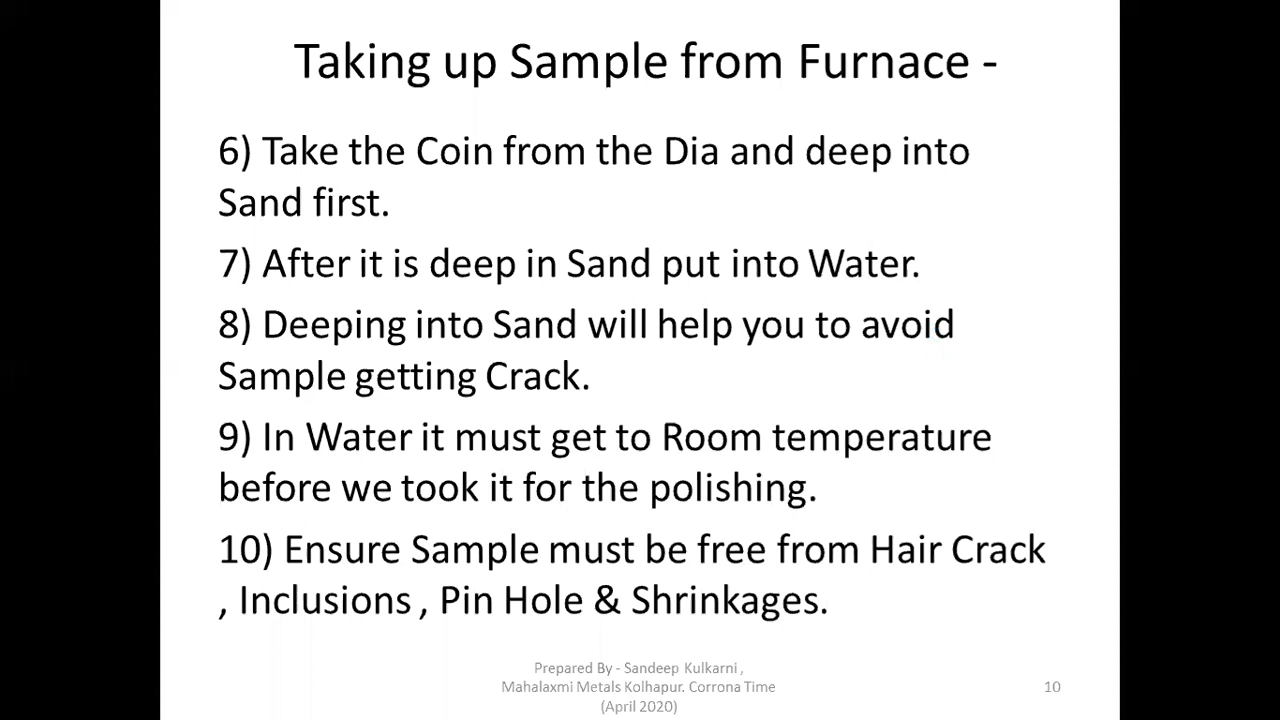 Taking up Sample from Furnace -
6) Take the Coin from the Dia and deep into
Sand first.
7) After it is deep in Sand put into Water.
8) Deeping into Sand will help you to avoid
Sample getting Crack.
9) In Water it must get to Room temperature
before we took it for the polishing.
10) Ensure Sample must be free from Hair Crack
, Inclusions , Pin Hole & Shrinkages.
Prepared By - Sandeep Kulkarni ,
Mahalaxmi Metals Kolhapur. Corrona Time
(April 2020)
10